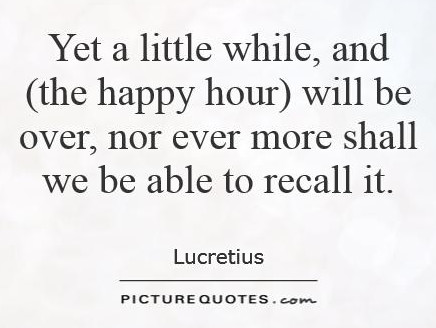 Yet a little while, and
(the happy hour) will be
over, nor ever more shall
we be able to recall it.
Lucretius
PICTUREQUOTES.com